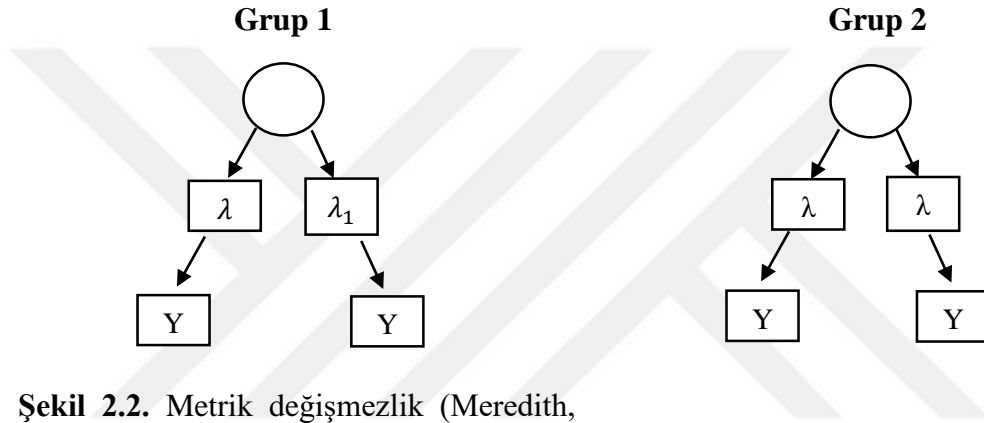 Grup 1 Grup 2
λ λ₁ λ λ
Y Y Y Y
Şekil 2.2. Metrik değişmezlik (Meredith,